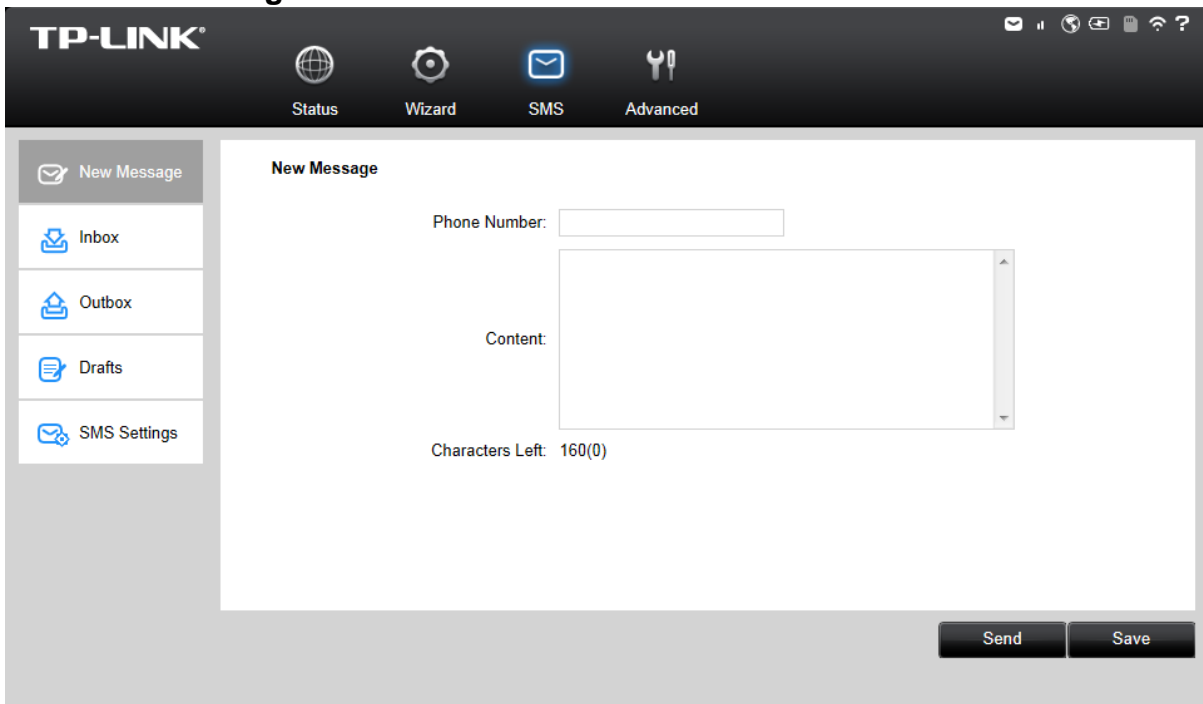 TP-LINK®
?
Status Wizard SMS Advanced
New Message
Inbox
Outbox
Drafts
SMS Settings
New Message
Phone Number:
Content:
Characters Left: 160(0)
Send Save